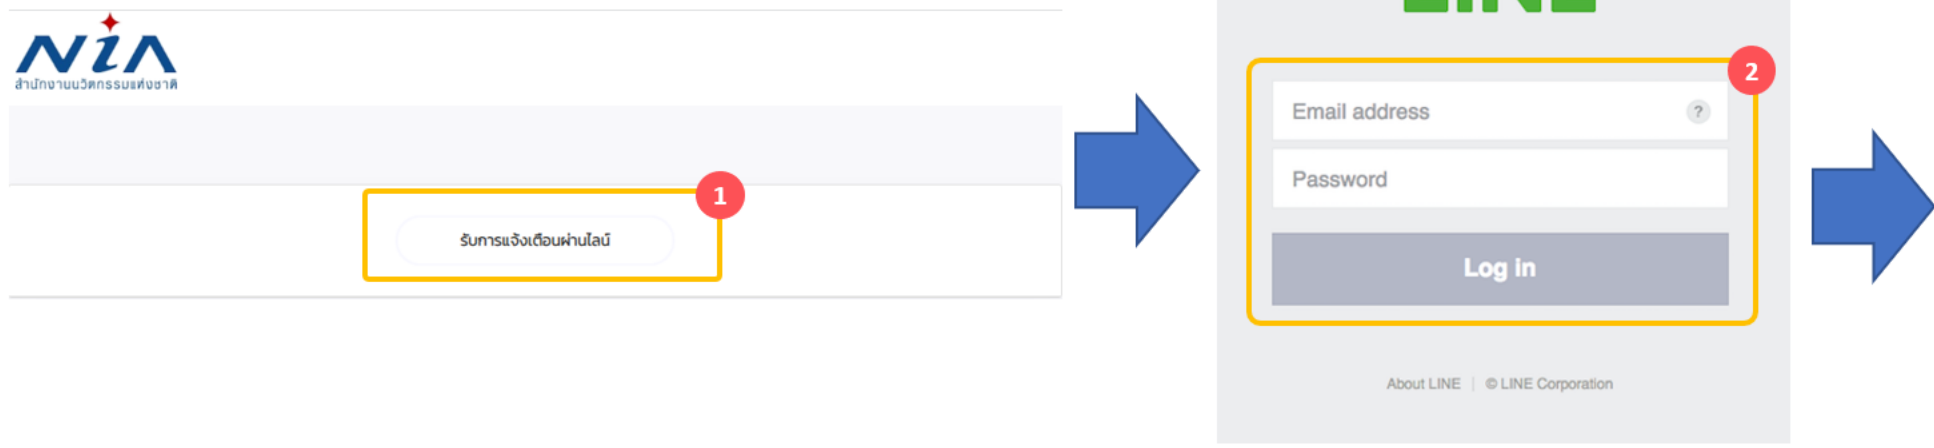 NiA
สำนักงานนวัตกรรมแห่งชาติ
1
รับการแจ้งเตือนผ่านไลน์
LINE
2
Email address ?
Password
Log in
About LINE | © LINE Corporation